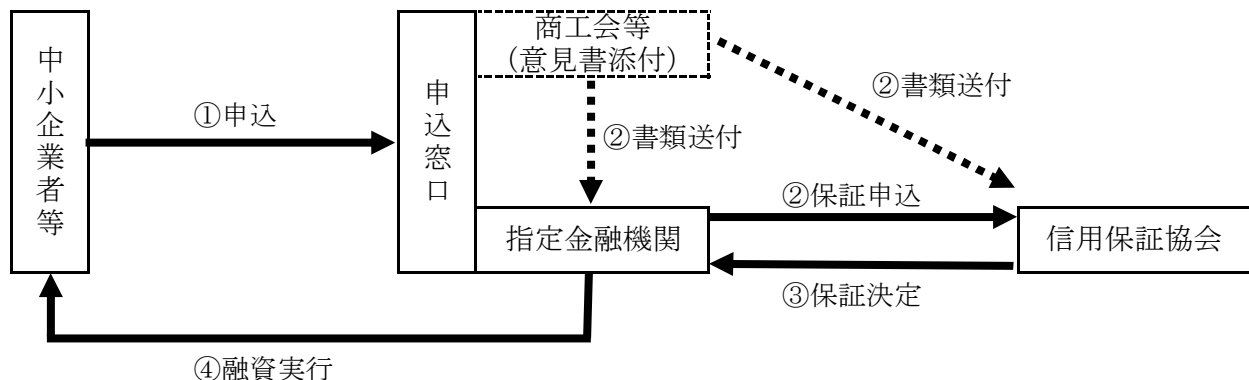 中小企業者等
①申込
申込窓口
商工会等
(意見書添付)
②書類送付
②書類送付
指定金融機関
②保証申込
③保証決定
信用保証協会
④融資実行